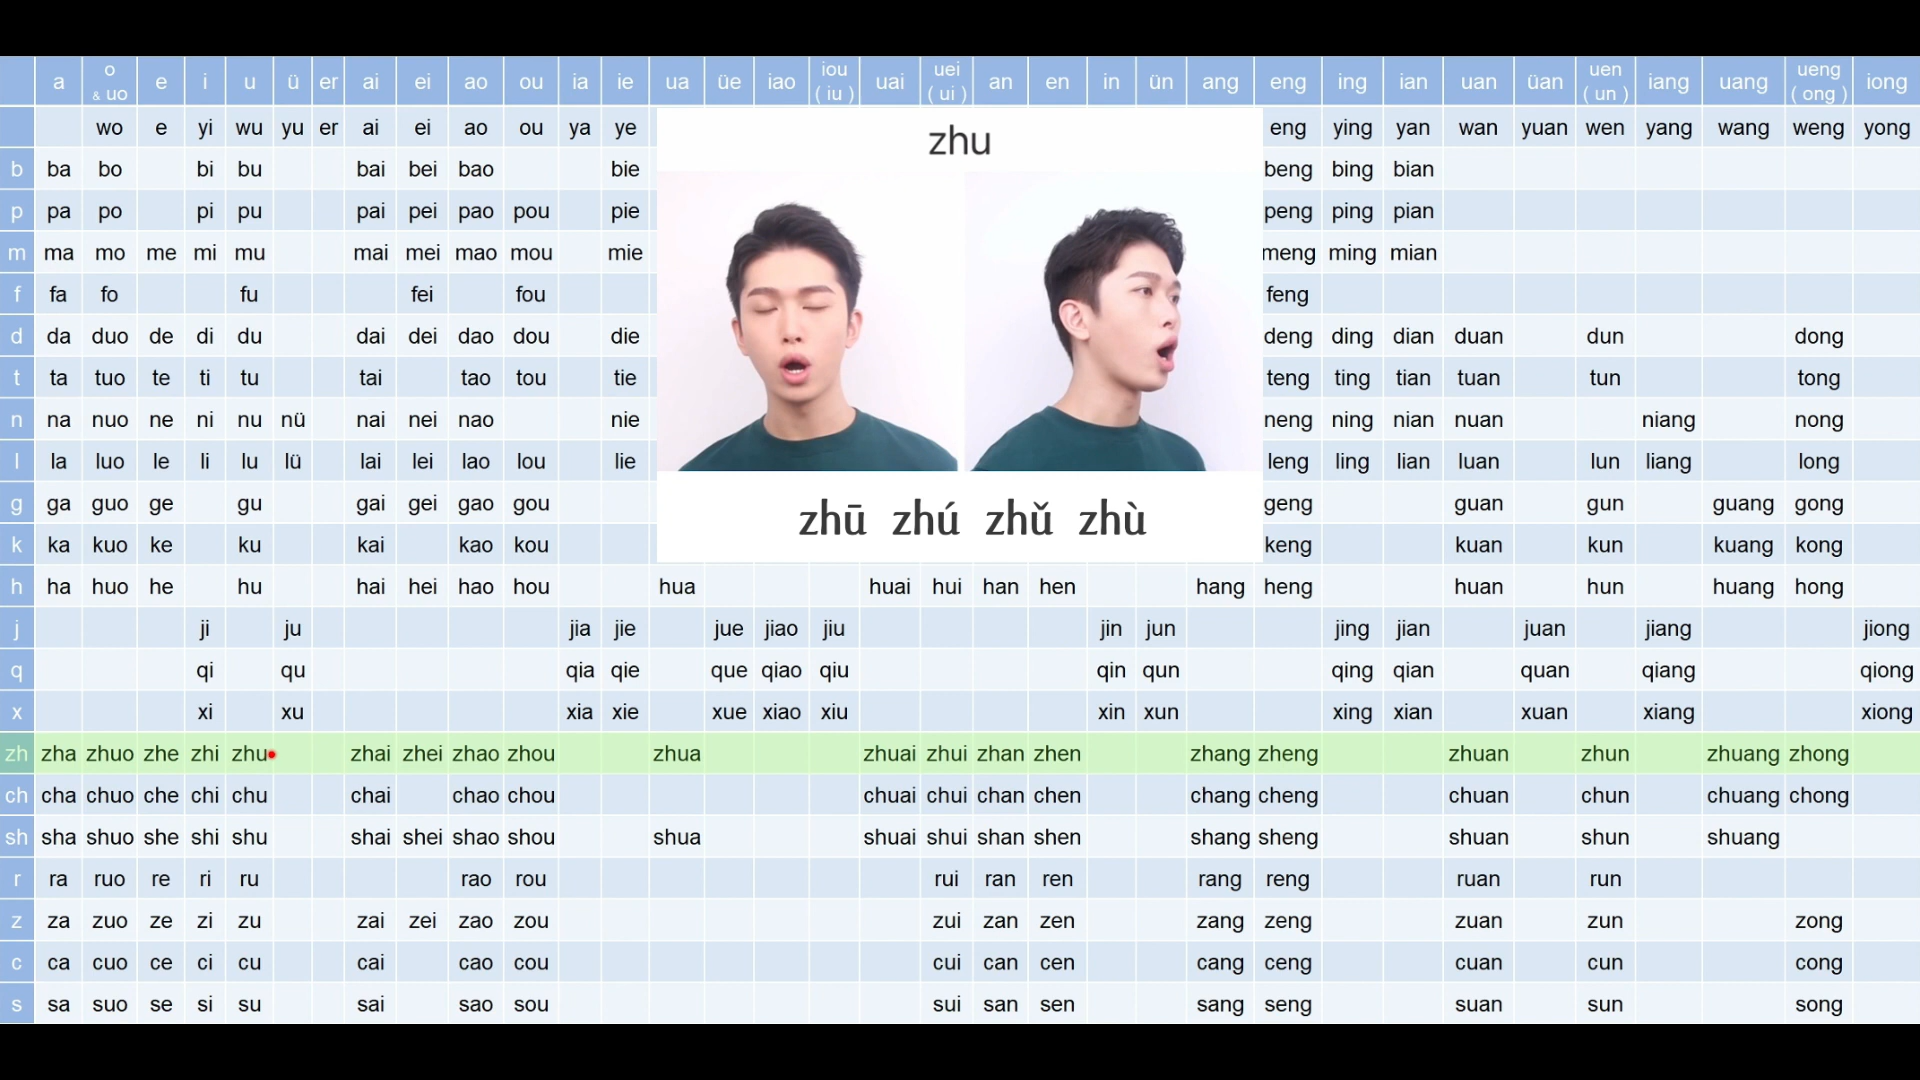 a o & uo e i u ü er ai ei ao ou ia ie ua üe iao iou ( iu ) uai uei ( ui ) an en in ün ang eng ing ian uan üan uen ( un ) iang uang ueng ( ong ) iong
wo e yi wu yu er ai ei ao ou ya ye eng ying yan wan yuan wen yang wang weng yong
zhu
b ba bo bi bu bai bei bao bie beng bing bian
p pa po pi pu pai pei pao pou pie peng ping pian
m ma mo me mi mu mai mei mao mou mie meng ming mian
f fa fo fu fei fou feng
d da duo de di du dai dei dao dou die deng ding dian duan dun dong
t ta tuo te ti tu tai tao tou tie teng ting tian tuan tun tong
n na nuo ne ni nu nü nai nei nao nie neng ning nian nuan niang nong
l la luo le li lu lü lai lei lao lou lie leng ling lian luan lun liang long
g ga guo ge gu gai gei gao gou geng guan gun guang gong
zhū zhú zhǔ zhù
k ka kuo ke ku kai kao kou keng kuan kun kuang kong
h ha huo he hu hai hei hao hou hua huai hui han hen hang heng huan hun huang hong
j ji ju jia jie jue jiao jiu jin jun jing jian juan jiang jiong
q qi qu qia qie que qiao qiu qin qun qing qian quan qiang qiong
x xi xu xia xie xue xiao xiu xin xun xing xian xuan xiang xiong
zh zha zhuo zhe zhi zhu zhai zhei zhao zhou zhua zhuai zhui zhan zhen zhang zheng zhuan zhun zhuang zhong
ch cha chuo che chi chu chai chao chou chuai chui chan chen chang cheng chuan chun chuang chong
sh sha shuo she shi shu shai shei shao shou shua shuai shui shan shen shang sheng shuan shun shuang
r ra ruo re ri ru rao rou rui ran ren rang reng ruan run
z za zuo ze zi zu zai zei zao zou zui zan zen zang zeng zuan zun zong
c ca cuo ce ci cu cai cao cou cui can cen cang ceng cuan cun cong
s sa suo se si su sai sao sou sui san sen sang seng suan sun song